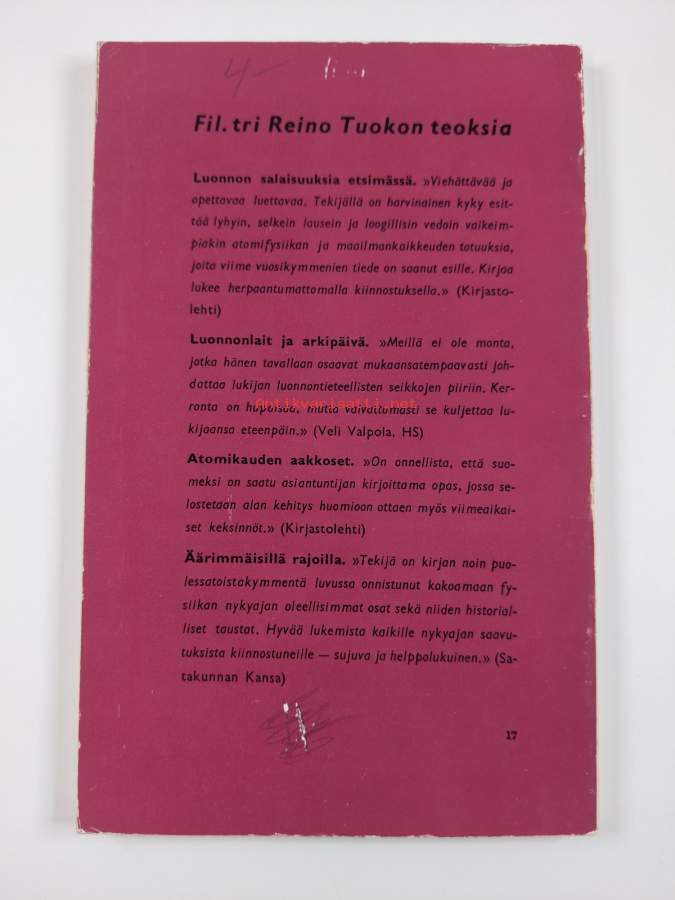 4-
Fil. tri Reino Tuokon teoksia
Luonnon salaisuuksia etsimässä. »Viehättävää ja
opettavaa luettavaa. Tekijällä on harvinainen kyky esit-
tää lyhyin, selkein lausein ja loogillisin vedoin vaikeim-
piakin atomifysiikan ja maailmankaikkeuden totuuksia,
joita viime vuosikymmenien tiede on saanut esille. Kirjaa
lukee herpaantumattomalla kiinnostuksella.» (Kirjasto-
lehti)
Luonnonlait ja arkipäivä. »Meillä ei ole monta,
jotka hänen tavallaan osaavat mukaansatempaavasti joh-
dattaa lukijan luonnontieteellisten seikkojen piiriin. Ker-
ronta on hupaisaa, mutta vaivattomasti se kuljettaa lu-
Antikvariaatti.net
kijaansa eteenpäin.» (Veli Valpola, HS)
Atomikauden aakkoset. »On onnellista, että suo-
meksi on saatu asiantuntijan kirjoittama opas, jossa se-
lostetaan alan kehitys huomioon ottaen myös viimeaikai-
set keksinnöt.» (Kirjastolehti)
Äärimmäisillä rajoilla. »Tekijä on kirjan noin puo-
lessatoistakymmentä luvussa onnistunut kokoamaan fy-
siikan nykyajan oleellisimmat osat sekä niiden historial-
liset taustat. Hyvää lukemista kaikille nykyajan saavu-
tuksista kiinnostuneille — sujuva ja helppolukuinen.» (Sa-
takunnan Kansa)
17